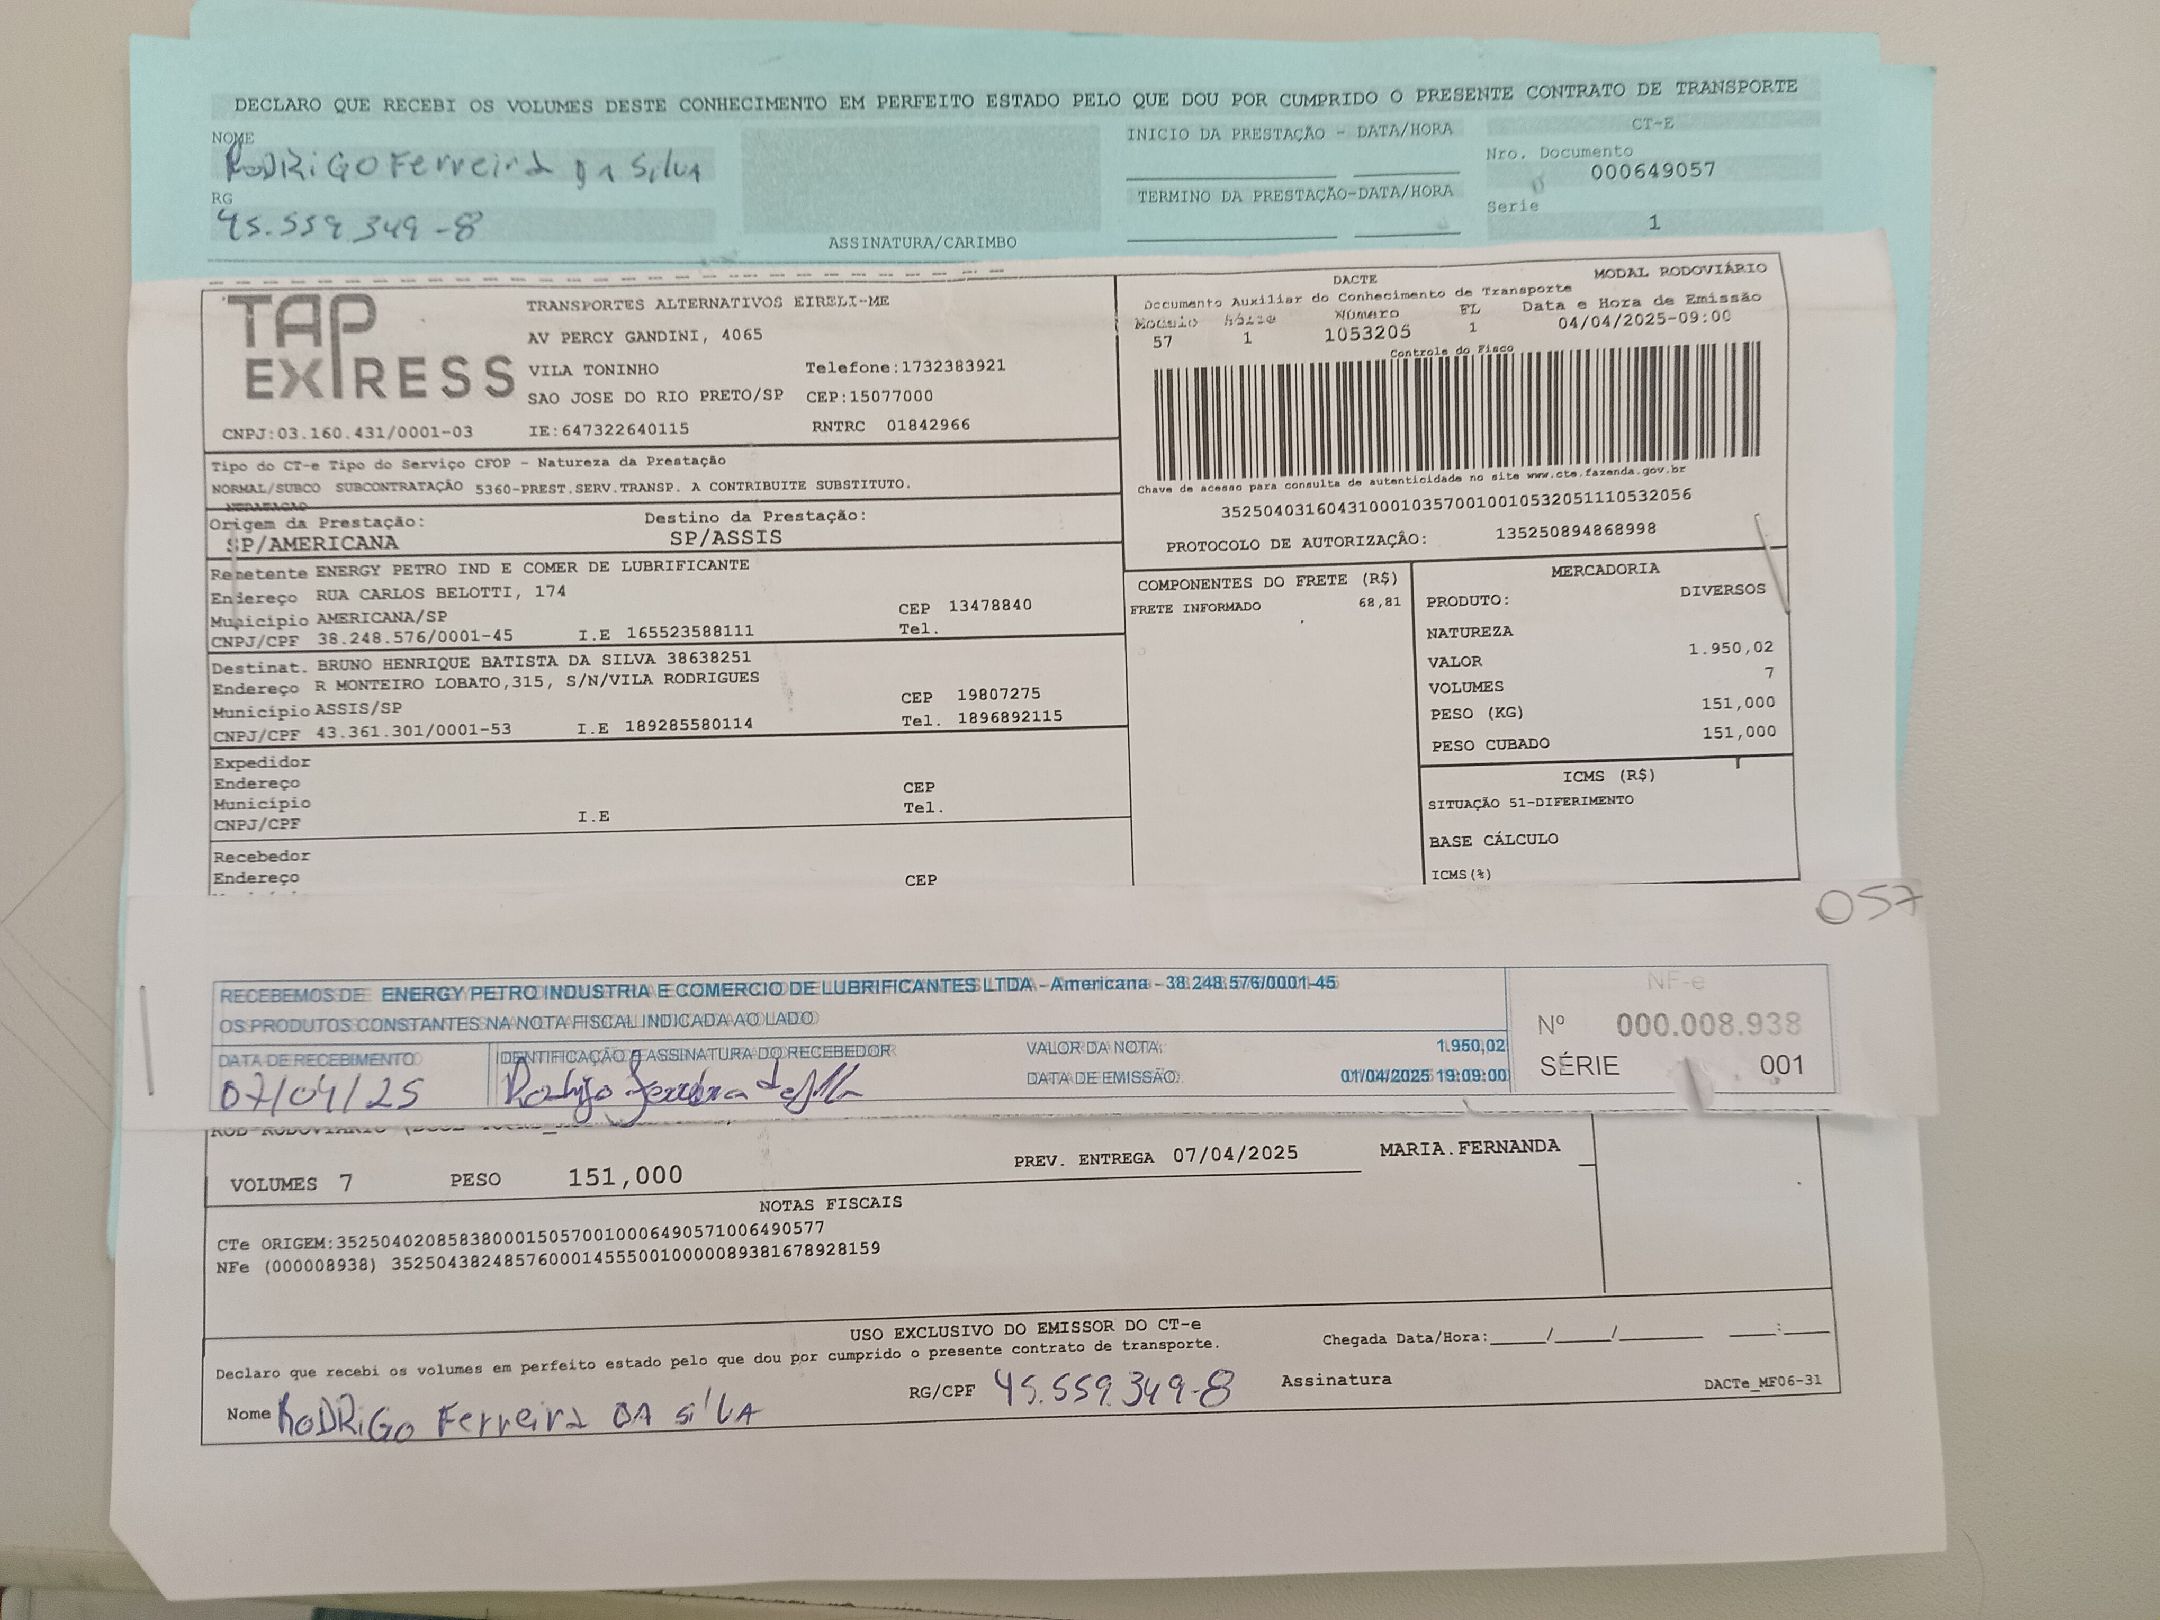 DECLARO QUE RECEBI OS VOLUMES DESTE CONHECIMENTO EM PERFEITO ESTADO PELO QUE DOU POR CUMPRIDO O PRESENTE CONTRATO DE TRANSPORTE
NOME
RODRIGO Ferreira DA SilVA
RG
45.559.349-8
ASSINATURA/CARIMBO
INICIO DA PRESTAÇÃO - DATA/HORA
TERMINO DA PRESTAÇÃO-DATA/HORA
CT-E
Nro. Documento
000649057
Serie
1
TAP EXPRESS
TRANSPORTES ALTERNATIVOS EIRELI-ME
AV PERCY GANDINI, 4065
VILA TONINHO Telefone:1732383921
SAO JOSE DO RIO PRETO/SP CEP:15077000
CNPJ:03.160.431/0001-03 IE:647322640115 RNTRC 01842966
DACTE MODAL RODOVIÁRIO
Documento Auxiliar do Conhecimento de Transporte
Modelo Série Número FL Data e Hora de Emissão
57 1 1053205 1 04/04/2025-09:00
Controle do Fisco
Chave de acesso para consulta de autenticidade no site www.cte.fazenda.gov.br
35250403160431000103570010010532051110532056
PROTOCOLO DE AUTORIZAÇÃO: 135250894868998
Tipo do CT-e Tipo do Serviço CFOP - Natureza da Prestação
NORMAL/SUBCO SUBCONTRATAÇÃO 5360-PREST.SERV.TRANSP. A CONTRIBUITE SUBSTITUTO.
Origem da Prestação: Destino da Prestação:
SP/AMERICANA SP/ASSIS
Remetente ENERGY PETRO IND E COMER DE LUBRIFICANTE
Endereço RUA CARLOS BELOTTI, 174
Município AMERICANA/SP CEP 13478840
CNPJ/CPF 38.248.576/0001-45 I.E 165523588111 Tel.
Destinat. BRUNO HENRIQUE BATISTA DA SILVA 38638251
Endereço R MONTEIRO LOBATO,315, S/N/VILA RODRIGUES
Município ASSIS/SP CEP 19807275
CNPJ/CPF 43.361.301/0001-53 I.E 189285580114 Tel. 1896892115
Expedidor
Endereço
Município CEP
CNPJ/CPF I.E Tel.
Recebedor
Endereço CEP
COMPONENTES DO FRETE (R$)
FRETE INFORMADO 68,81
MERCADORIA
PRODUTO: DIVERSOS
NATUREZA
VALOR 1.950,02
VOLUMES 7
PESO (KG) 151,000
PESO CUBADO 151,000
ICMS (R$)
SITUAÇÃO 51-DIFERIMENTO
BASE CÁLCULO
ICMS(%)
057
RECEBEMOS DE ENERGY PETRO INDUSTRIA E COMERCIO DE LUBRIFICANTES LTDA - Americana - 38.248.576/0001-45
OS PRODUTOS CONSTANTES NA NOTA FISCAL INDICADA AO LADO
DATA DE RECEBIMENTO
07/04/25
IDENTIFICAÇÃO E ASSINATURA DO RECEBEDOR
Rodrigo Ferreira da Silva
VALOR DA NOTA: 1.950,02
DATA DE EMISSÃO: 01/04/2025 19:09:00
NF-e
Nº 000.008.938
SÉRIE 001
VOLUMES 7 PESO 151,000 PREV. ENTREGA 07/04/2025 MARIA.FERNANDA
NOTAS FISCAIS
CTe ORIGEM:35250402085838000150570010006490571006490577
NFe (000008938) 35250438248576000145550010000089381678928159
USO EXCLUSIVO DO EMISSOR DO CT-e
Declaro que recebi os volumes em perfeito estado pelo que dou por cumprido o presente contrato de transporte. Chegada Data/Hora:____/____/______ ___:___
Nome RODRiGo Ferreira DA silVA RG/CPF 45.559.349-8 Assinatura
DACTe_MF06-31